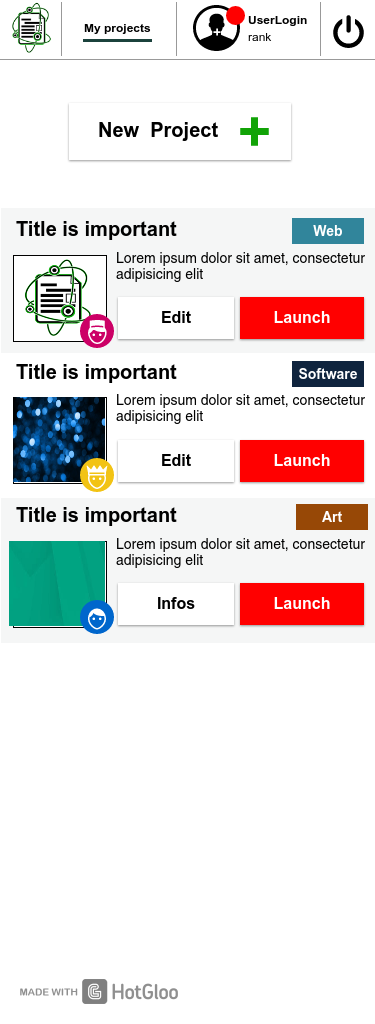 My projects
UserLogin
rank
New Project
Title is important
Web
Lorem ipsum dolor sit amet, consectetur
adipisicing elit
Edit
Launch
Title is important
Software
Lorem ipsum dolor sit amet, consectetur
adipisicing elit
Edit
Launch
Title is important
Art
Lorem ipsum dolor sit amet, consectetur
adipisicing elit
Infos
Launch
MADE WITH HotGloo